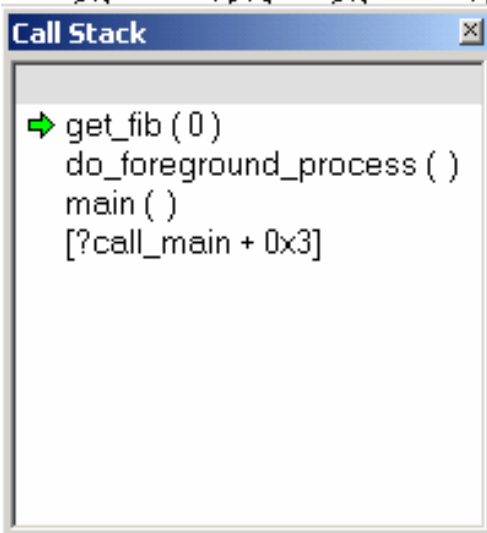 Call Stack
get_fib ( 0 )
do_foreground_process ( )
main ( )
[?call_main + 0x3]